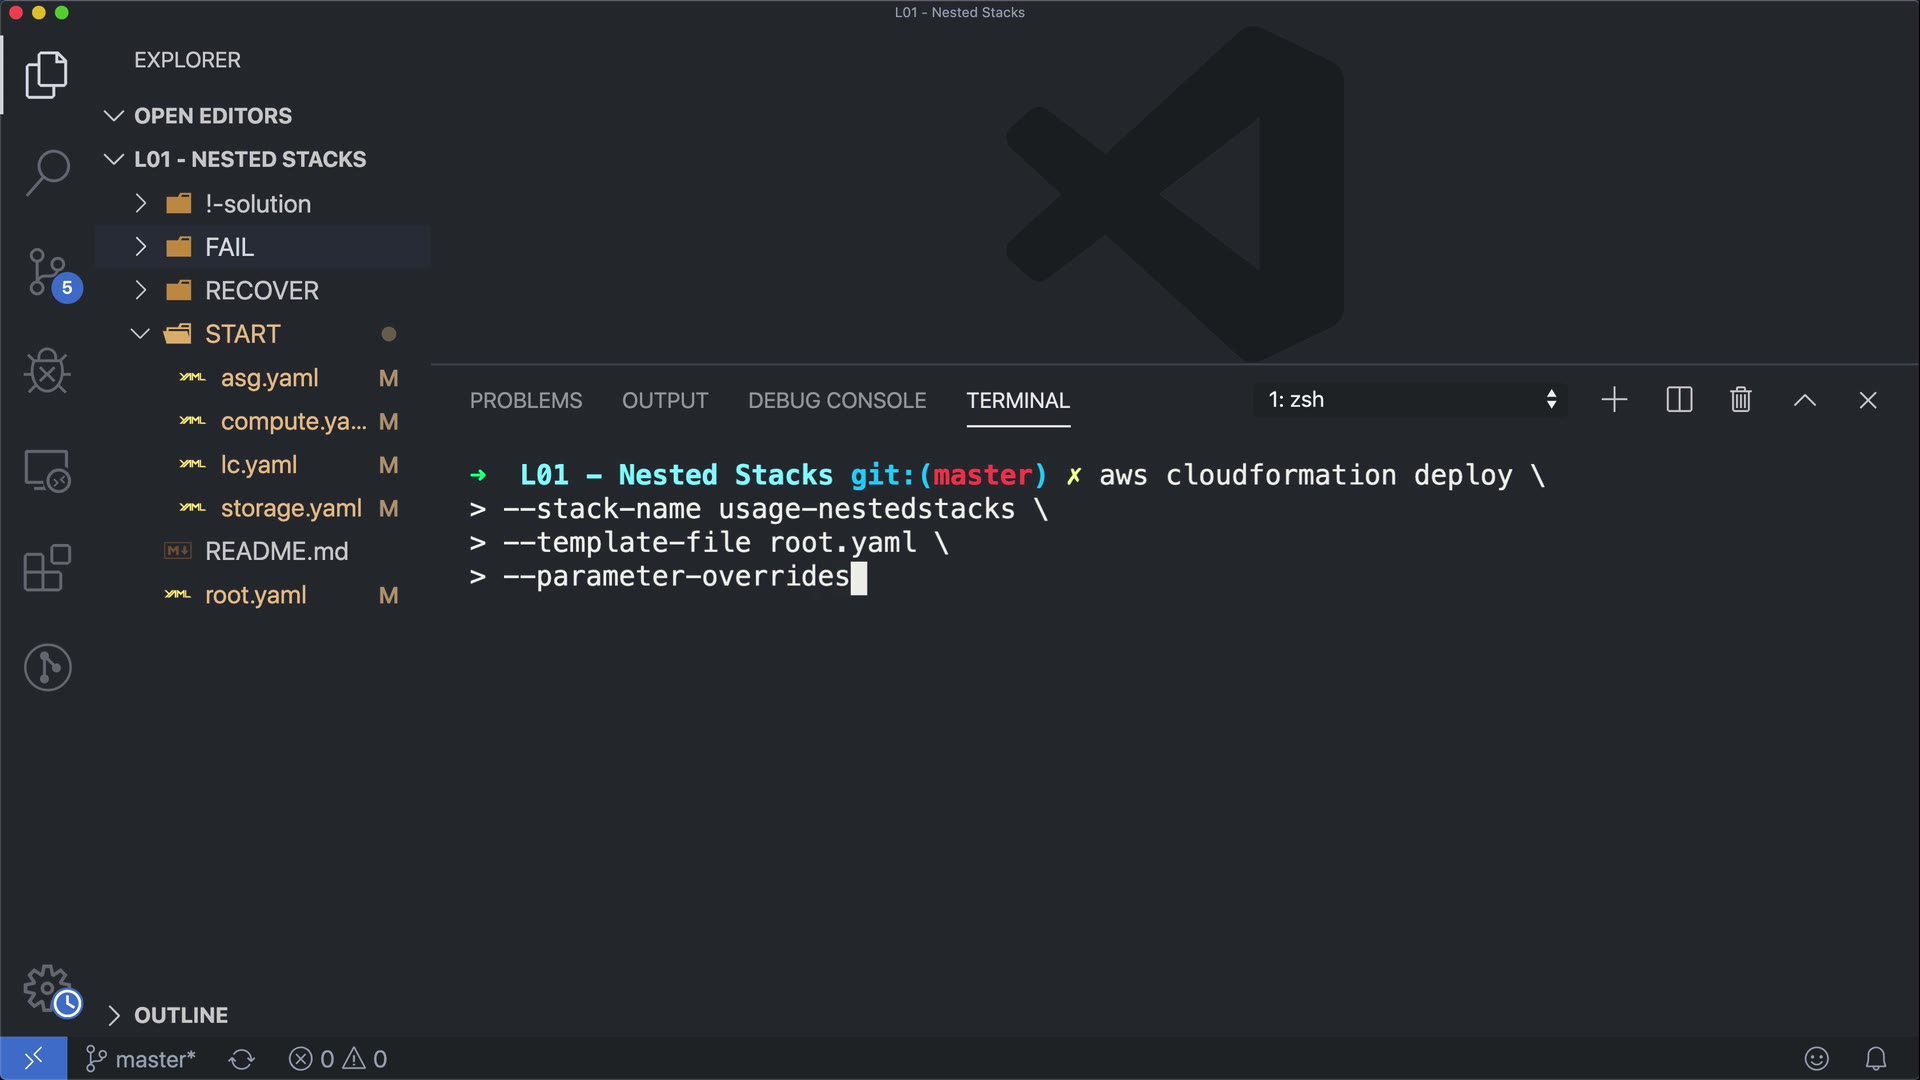 L01 - Nested Stacks
EXPLORER
OPEN EDITORS
L01 - NESTED STACKS
!-solution
FAIL
5
RECOVER
START
asg.yaml M
compute.ya... M
lc.yaml M
storage.yaml M
README.md
root.yaml M
PROBLEMS OUTPUT DEBUG CONSOLE TERMINAL 1: zsh
➜ L01 - Nested Stacks git:(master) ✗ aws cloudformation deploy \
> --stack-name usage-nestedstacks \
> --template-file root.yaml \
> --parameter-overrides
OUTLINE
master* 0 0